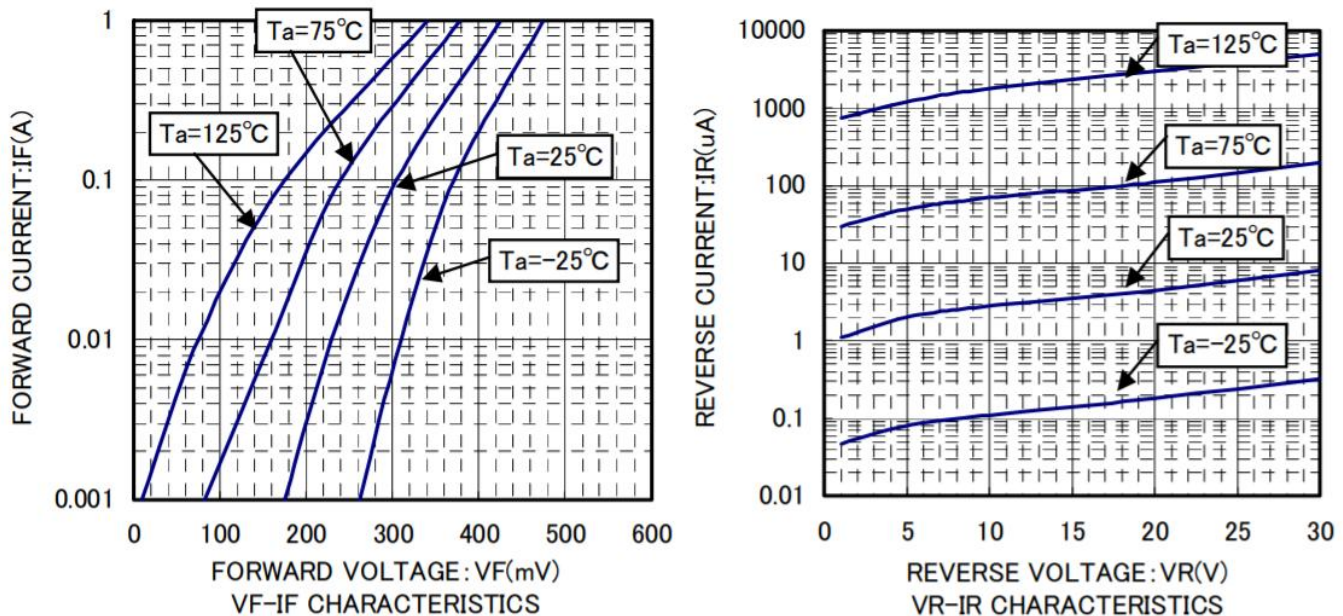 FORWARD CURRENT:IF(A)
1
0.1
0.01
0.001
Ta=75℃
Ta=125℃
Ta=25℃
Ta=-25℃
0 100 200 300 400 500 600
FORWARD VOLTAGE:VF(mV)
VF-IF CHARACTERISTICS
REVERSE CURRENT:IR(uA)
10000
1000
100
10
1
0.1
0.01
Ta=125℃
Ta=75℃
Ta=25℃
Ta=-25℃
0 5 10 15 20 25 30
REVERSE VOLTAGE:VR(V)
VR-IR CHARACTERISTICS